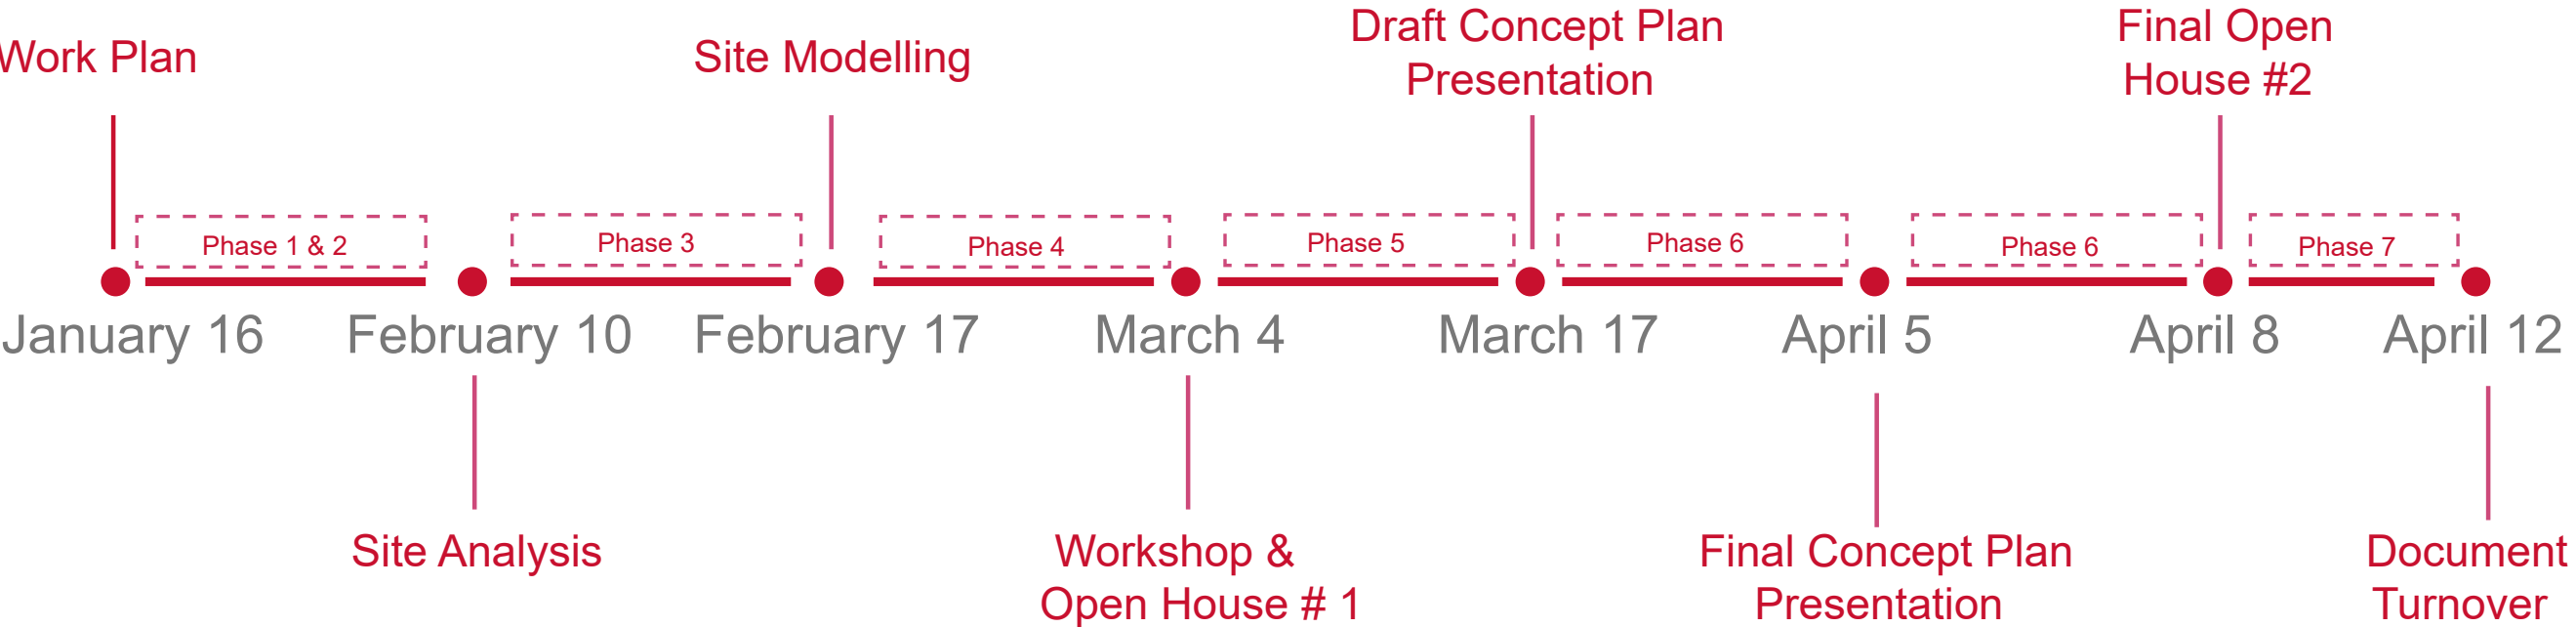 Work Plan
Site Modelling
Draft Concept Plan
Presentation
Final Open
House #2
Phase 1 & 2
Phase 3
Phase 4
Phase 5
Phase 6
Phase 6
Phase 7
January 16
February 10
February 17
March 4
March 17
April 5
April 8
April 12
Site Analysis
Workshop &
Open House # 1
Final Concept Plan
Presentation
Document
Turnover